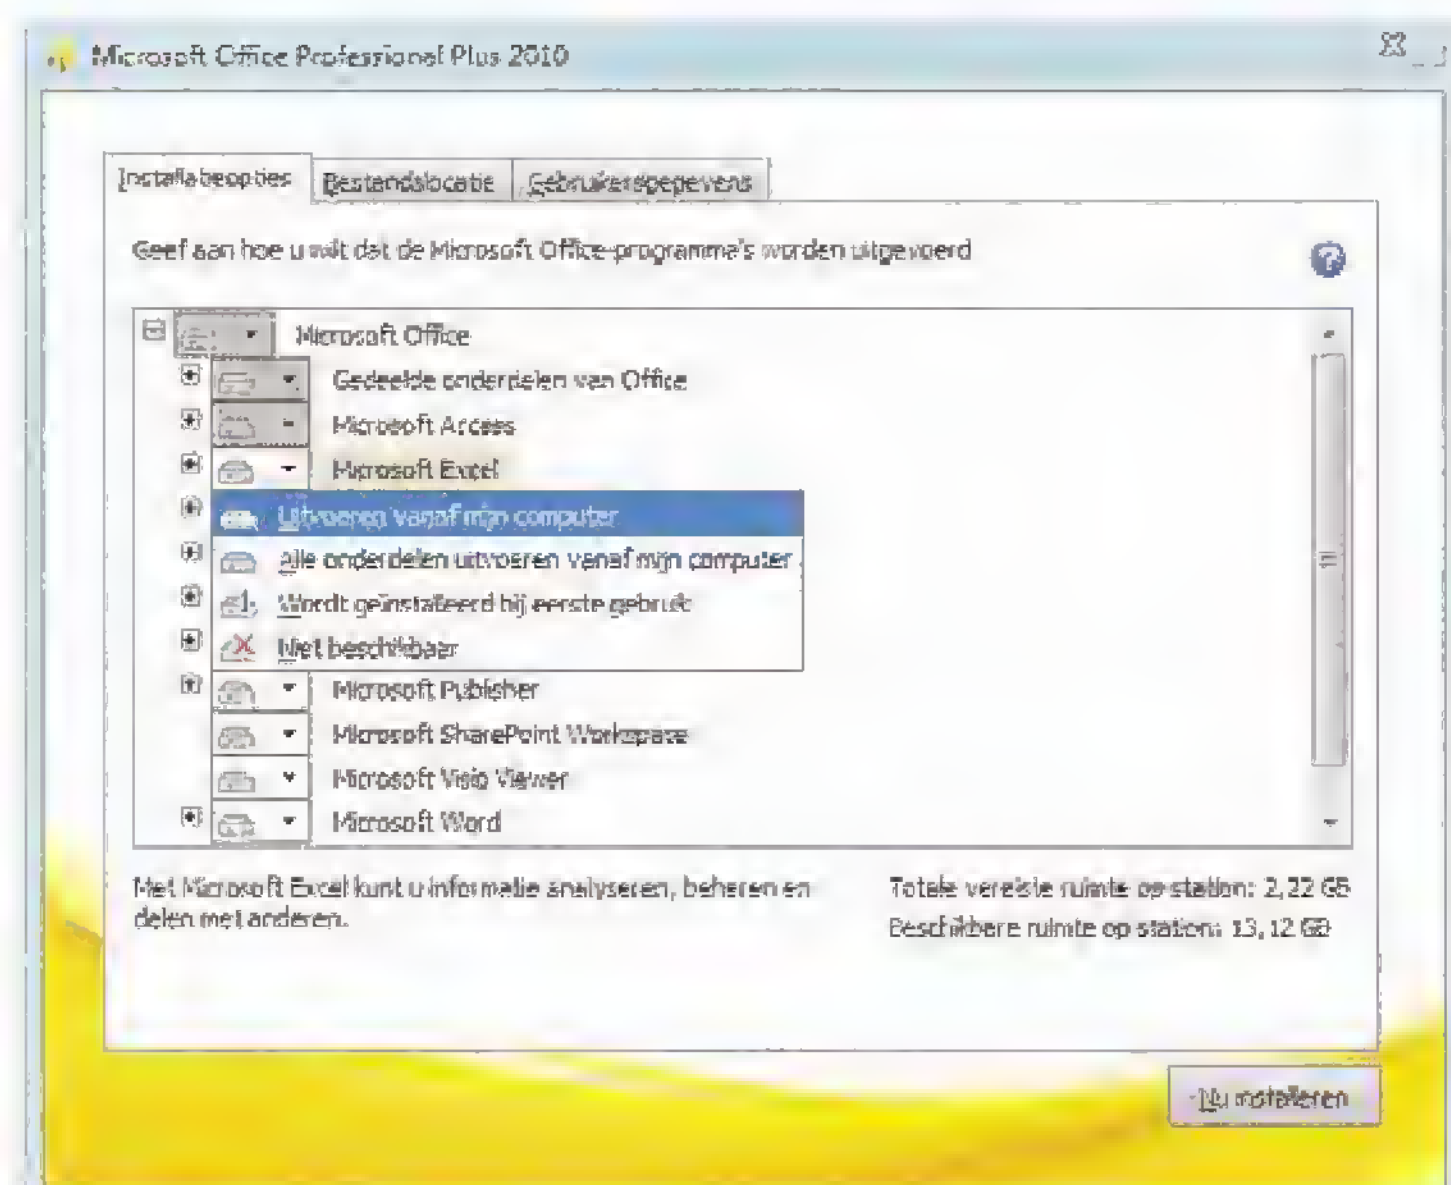 Microsoft Office Professional Plus 2010
Installatieopties
Bestandslocatie
Gebruikersgegevens
Geef aan hoe u wilt dat de Microsoft Office-programma's worden uitgevoerd
Microsoft Office
Gedeelde onderdelen van Office
Microsoft Access
Microsoft Excel
Uitvoeren vanaf mijn computer
Alle onderdelen uitvoeren vanaf mijn computer
Wordt geïnstalleerd bij eerste gebruik
Niet beschikbaar
Microsoft Publisher
Microsoft SharePoint Workspace
Microsoft Visio Viewer
Microsoft Word
Met Microsoft Excel kunt u informatie analyseren, beheren en
delen met anderen.
Totale vereiste ruimte op station: 2,22 GB
Beschikbare ruimte op station: 13,12 GB
Nu installeren